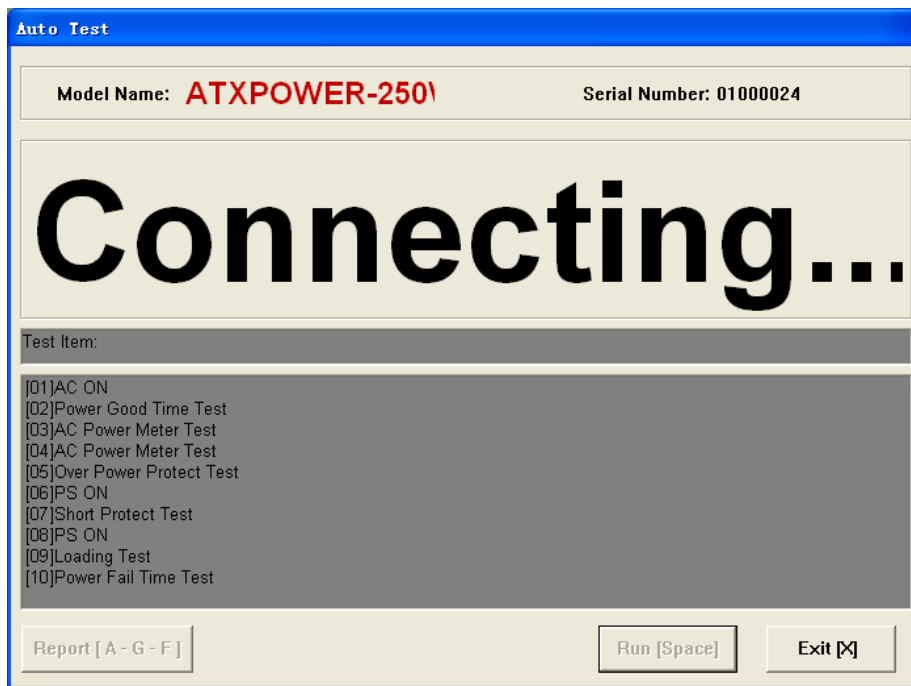 Auto Test
Model Name: ATXPOWER-250
Serial Number: 01000024
Connecting...
Test Item:
[01]AC ON
[02]Power Good Time Test
[03]AC Power Meter Test
[04]AC Power Meter Test
[05]Over Power Protect Test
[06]PS ON
[07]Short Protect Test
[08]PS ON
[09]Loading Test
[10]Power Fail Time Test
Report [ A - G - F ]
Run [Space]
Exit [X]